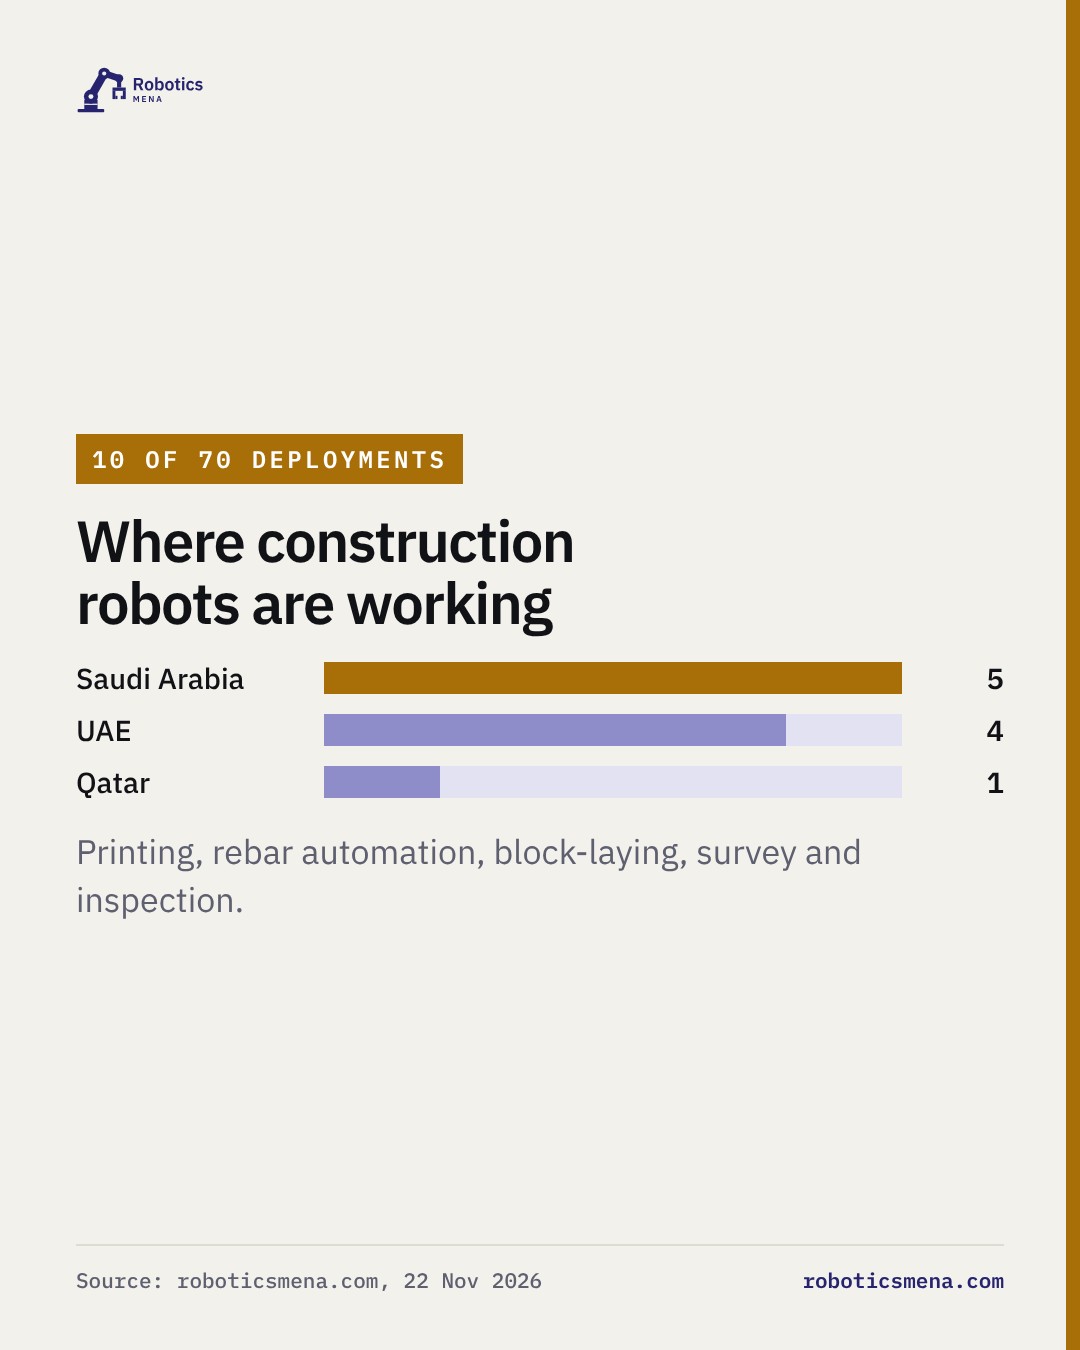 Robotics
MENA
10 OF 70 DEPLOYMENTS
Where construction
robots are working
Saudi Arabia 5
UAE 4
Qatar 1
Printing, rebar automation, block-laying, survey and
inspection.
Source: roboticsmena.com, 22 Nov 2026 roboticsmena.com